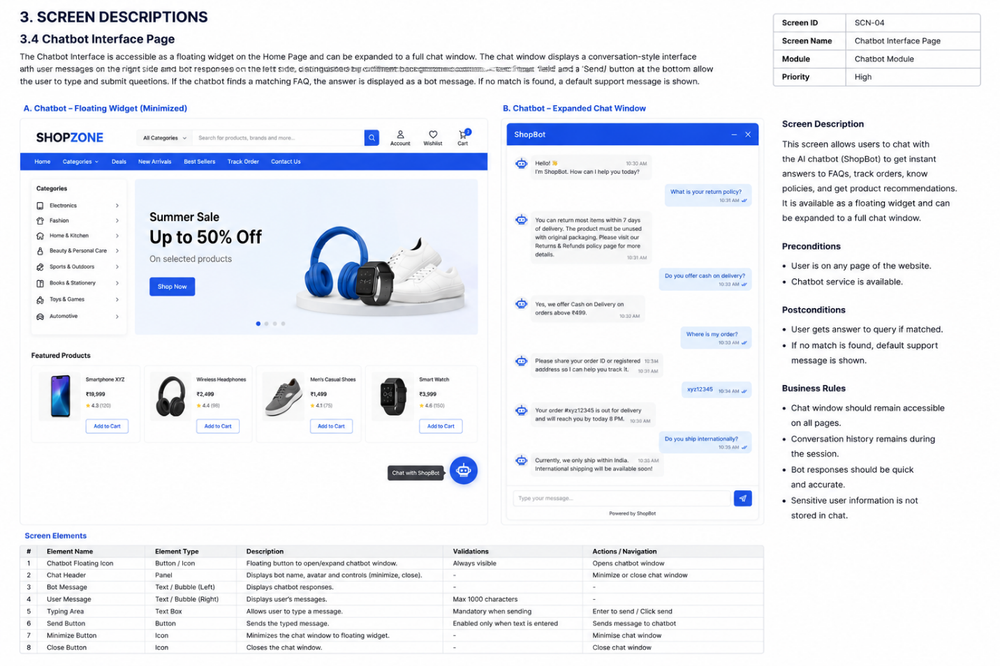 3. SCREEN DESCRIPTIONS
3.4 Chatbot Interface Page
The Chatbot Interface is accessible as a floating widget on the Home Page and can be expanded to a full chat window. The chat window displays a conversation-style interface
user messages on the right side and bot responses on the left side, and a 'Send/ button at the bottom allow
the user to type and submit queetions. If the chatbot finds a matching FAQ, the answer is displayed as a bot message. If no match is found, a default support message is shown.
Screen ID SCN-04
Screen Name Chatbot Interface Page
Module Chatbot Module
Priority High
A. Chatbot – Floating Widget (Minimized)
SHOPZONE
All Categories
Search for products, brands and more...
Account
Wishlist
2
Cart
Home Categories Deals New Arrivals Best Sellers Track Order Contact Us
Categories
Electronics
Fashion
Home & Kitchen
Beauty & Personal Care
Sports & Outdoors
Books & Stationery
Toys & Games
Automotive
Summer Sale
Up to 50% Off
On selected products
Shop Now
Featured Products
Smartphone XYZ
₹19,999
4.3 (120)
Add to Cart
Wireless Headphones
₹2,499
4.4 (98)
Add to Cart
Men's Casual Shoes
₹1,499
4.1 (75)
Add to Cart
Smart Watch
₹3,999
4.6 (150)
Add to Cart
Chat with ShopBot
B. Chatbot – Expanded Chat Window
ShopBot
Hello! 👋 10:30 AM
I'm ShopBot. How can I help you today?
What is your return policy?
10:31 AM
You can return most items within 7 days
of delivery. The product must be unused
with original packaging. Please visit our
Returns & Refunds policy page for more
details.
10:31 AM
Do you offer cash on delivery?
10:33 AM
Yes, we offer Cash on Delivery on
orders above ₹499. 10:33 AM
Where is my order?
10:33 AM
Please share your order ID or registered 10:3M
aaddress so I can help you track it. 10:31 AM
xyz12345 10:34 AM
Your order #xyz12345 is out for delivery
and will reach you by today 8 PM. 10:30 AM
Do you ship internationally?
10:35 AM
Currently, we only ship within India. 10:35 AM
International shipping will be available soon!
Type your message...
Powered by ShopBot
Screen Description
This screen allows users to chat with
the AI chatbot (ShopBot) to get instant
answers to FAQs, track orders, know
policies, and get product recommendations.
It is available as a floating widget and can
be expanded to a full chat window.
Preconditions
• User is on any page of the website.
• Chatbot service is available.
Postconditions
• User gets answer to query if matched.
• If no match is found, default support
message is shown.
Business Rules
• Chat window should remain accessible
on all pages.
• Conversation history remains during
the session.
• Bot responses should be quick
and accurate.
• Sensitive user information is not
stored in chat.
Screen Elements
# Element Name Element Type Description Validations Actions / Navigation
1 Chatbot Floating Icon Button / Icon Floating button to open/expand chatbot window. Always visible Opens chatbot window
2 Chat Header Panel Displays bot name, avatar and controls (minimize, close). - Minimize or close chat window
3 Bot Message Text / Bubble (Left) Displays chatbot responses. - -
4 User Message Text / Bubble (Right) Displays user's messages. Max 1000 characters -
5 Typing Area Text Box Allows user to type a message. Mandatory when sending Enter to send / Click send
6 Send Button Button Sends the typed message. Enabled only when text is entered Sends message to chatbot
7 Minimize Button Icon Minimizes the chat window to floating widget. - Minimise chat window
8 Close Button Icon Closes the chat window. - Close chat window